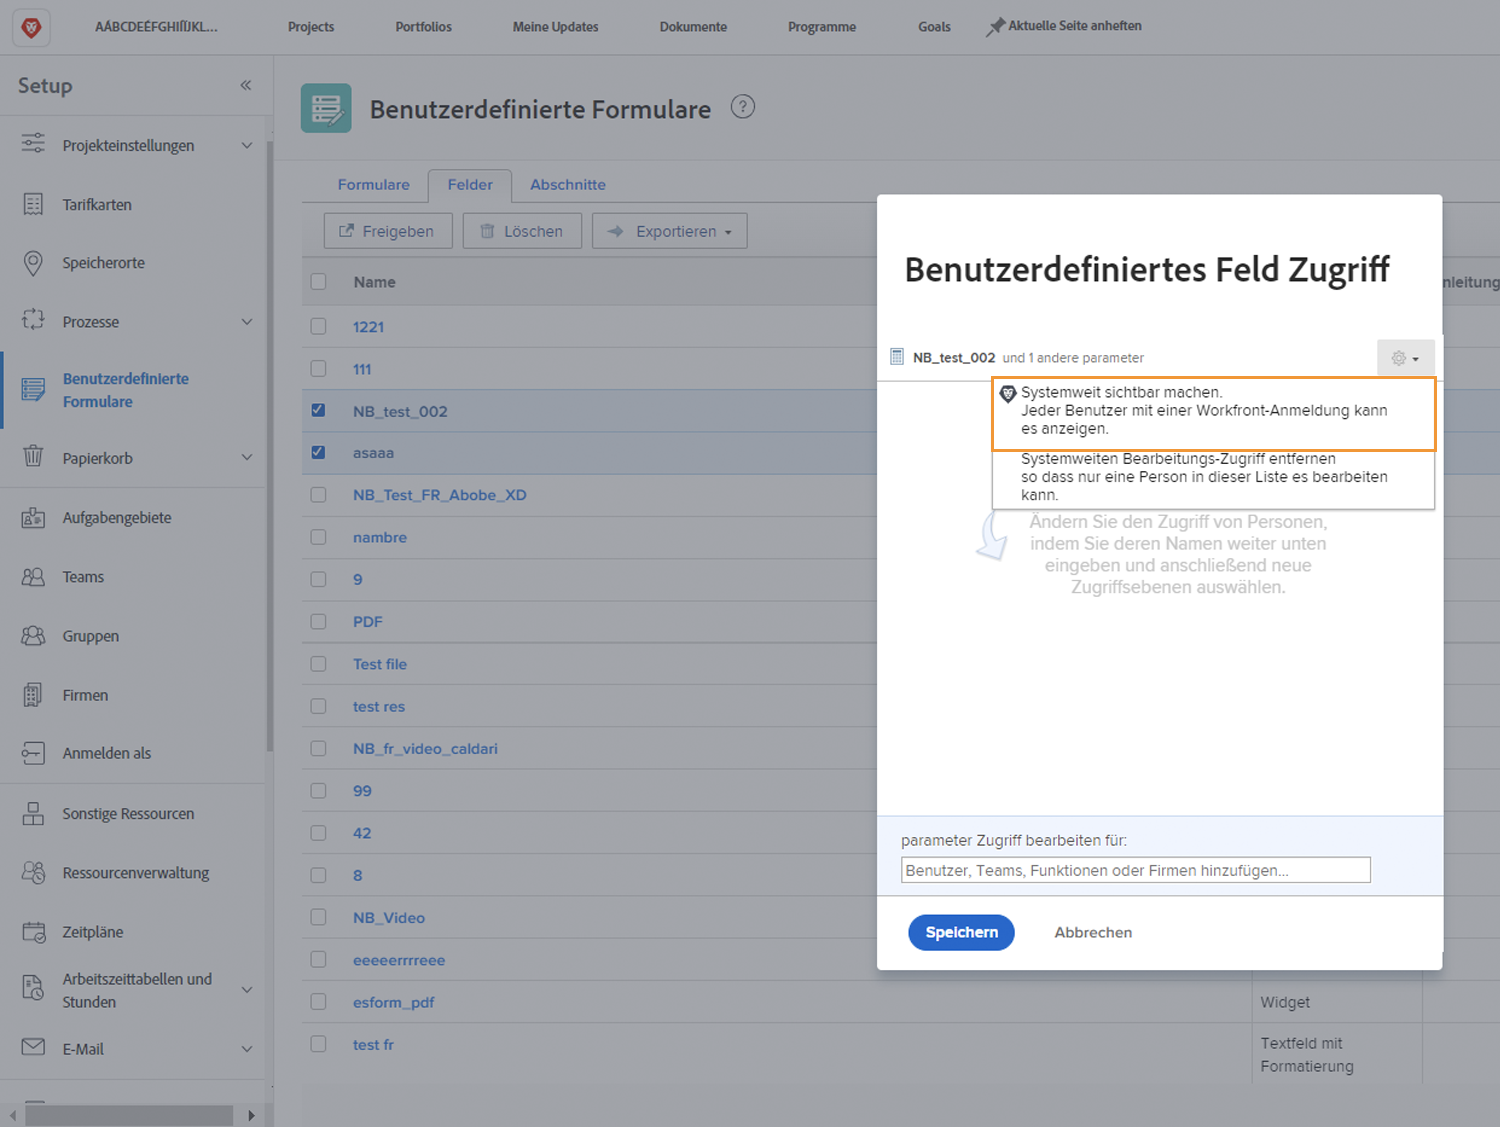 AÁBCDEÉFGHIÍJKL... Projects Portfolios Meine Updates Dokumente Programme Goals Aktuelle Seite anheften
Setup
Projekteinstellungen
Tarifkarten
Speicherorte
Prozesse
Benutzerdefinierte
Formulare
Papierkorb
Aufgabengebiete
Teams
Gruppen
Firmen
Anmelden als
Sonstige Ressourcen
Ressourcenverwaltung
Zeitpläne
Arbeitszeittabellen und
Stunden
E-Mail
Benutzerdefinierte Formulare ?
Formulare Felder Abschnitte
Freigeben Löschen Exportieren
Name
1221
111
NB_test_002
asaaa
NB_Test_FR_Abobe_XD
nambre
9
PDF
Test file
test res
NB_fr_video_caldari
99
42
8
NB_Video
eeeeerrrreee
esform_pdf Widget
test fr Textfeld mit
Formatierung
nleitung
Benutzerdefiniertes Feld Zugriff
NB_test_002 und 1 andere parameter
Systemweit sichtbar machen.
Jeder Benutzer mit einer Workfront-Anmeldung kann
es anzeigen.
Systemweiten Bearbeitungs-Zugriff entfernen
so dass nur eine Person in dieser Liste es bearbeiten
kann.
Ändern Sie den Zugriff von Personen,
indem Sie deren Namen weiter unten
eingeben und anschließend neue
Zugriffsebenen auswählen.
parameter Zugriff bearbeiten für:
Benutzer, Teams, Funktionen oder Firmen hinzufügen...
Speichern Abbrechen